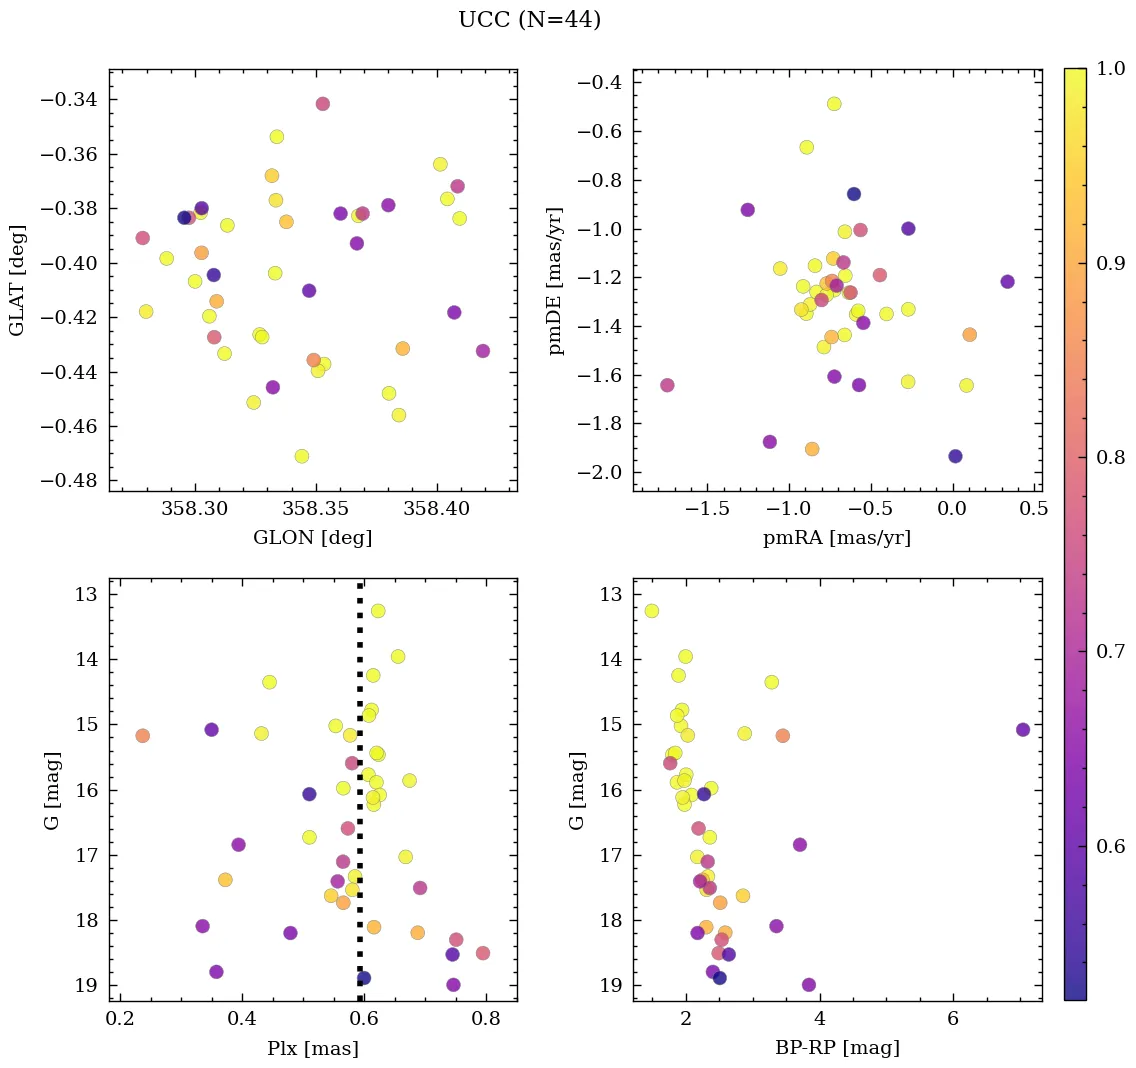 UCC (N=44)
−0.34
−0.36
−0.38
−0.40
−0.42
−0.44
−0.46
−0.48
GLAT [deg]
358.30 358.35 358.40
GLON [deg]
−0.4
−0.6
−0.8
−1.0
−1.2
−1.4
−1.6
−1.8
−2.0
pmDE [mas/yr]
−1.5 −1.0 −0.5 0.0 0.5
pmRA [mas/yr]
1.0
0.9
0.8
0.7
0.6
13
14
15
16
17
18
19
G [mag]
0.2 0.4 0.6 0.8
Plx [mas]
13
14
15
16
17
18
19
G [mag]
2 4 6
BP-RP [mag]